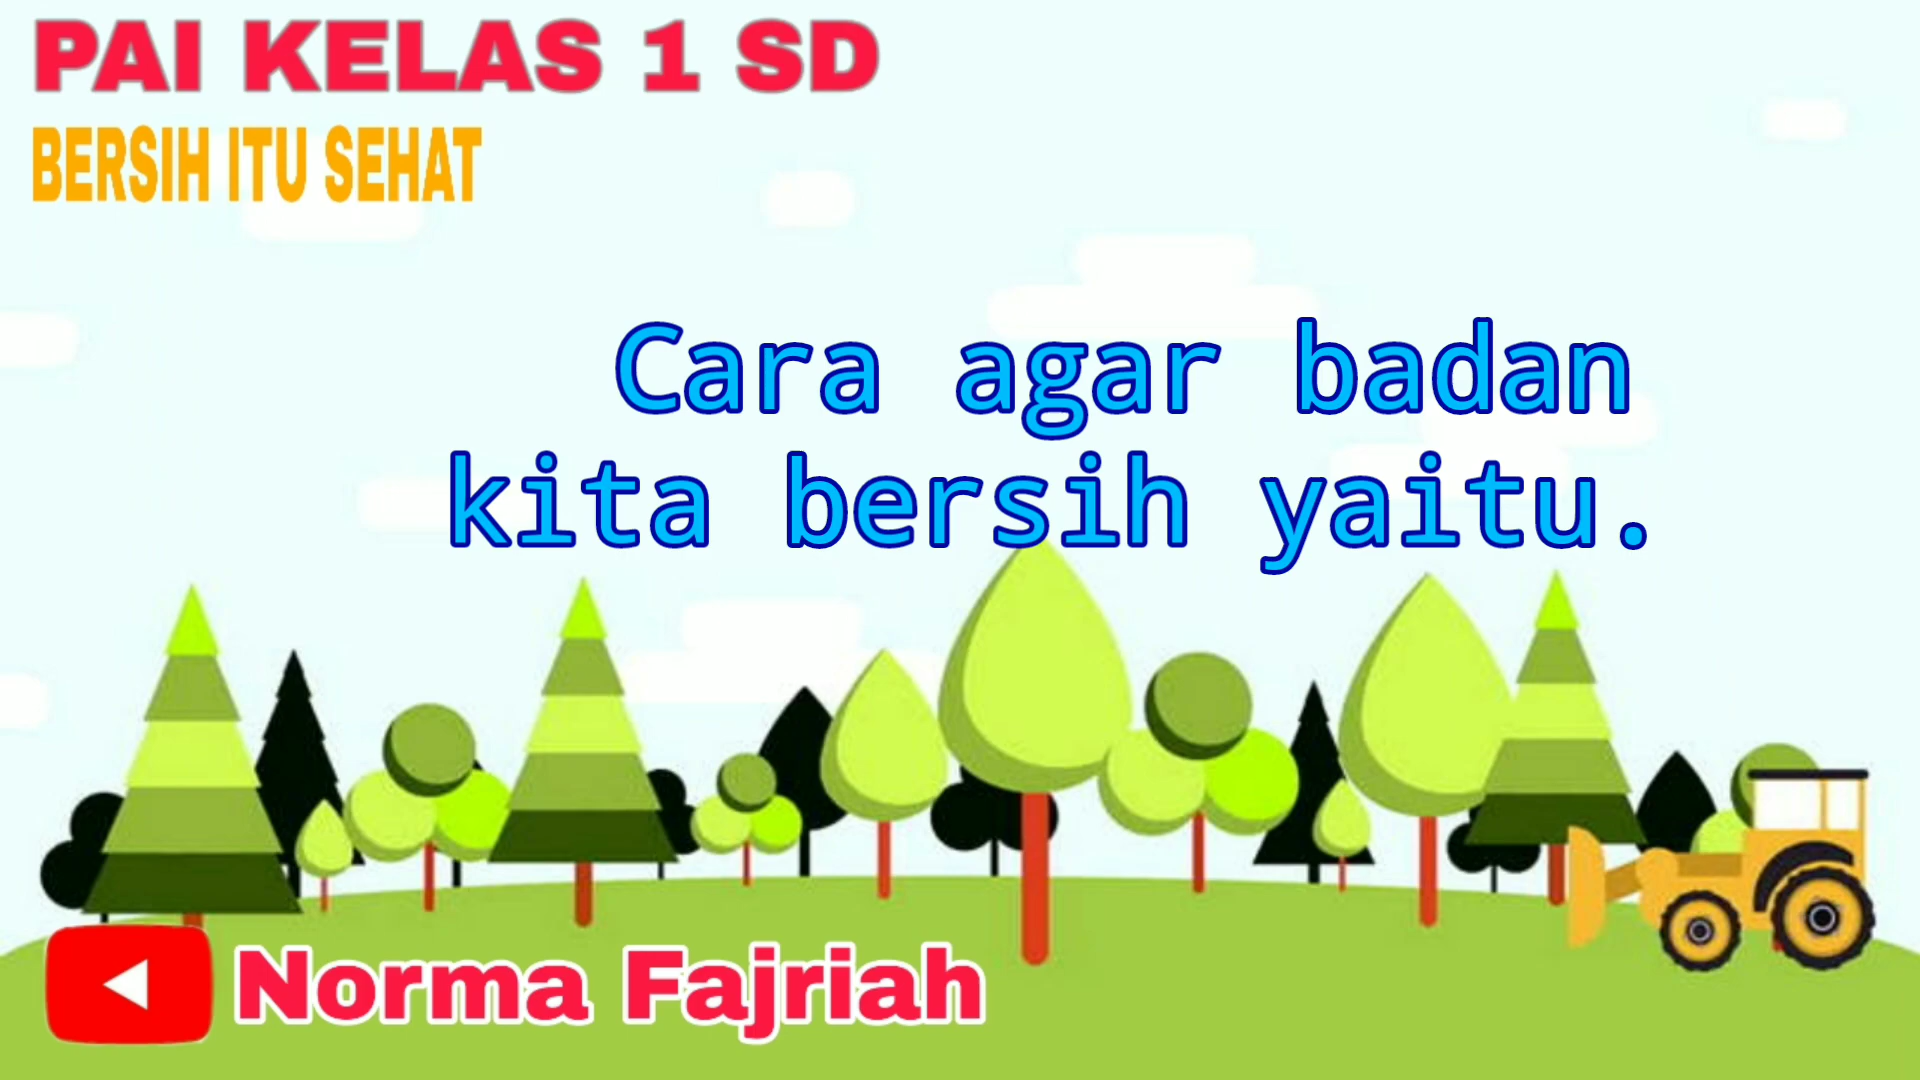 PAI KELAS 1 SD
BERSIH ITU SEHAT
Cara agar badan
kita bersih yaitu.
Norma Fajriah